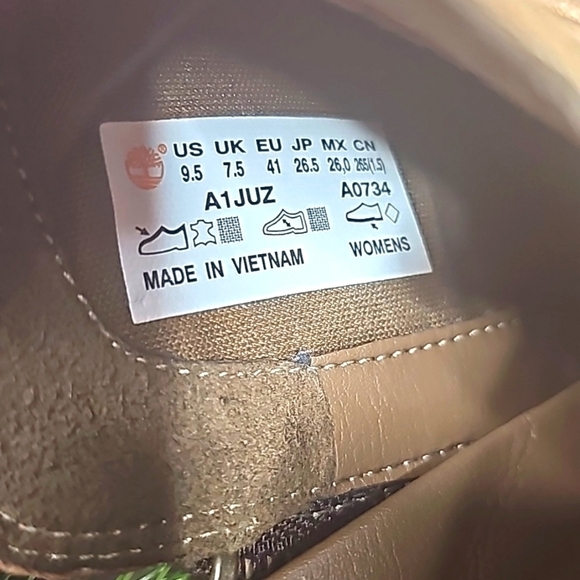 ® US UK EU JP MX CN
9.5 7.5 41 26.5 26,0 265(1.5)
A1JUZ A0734
MADE IN VIETNAM WOMENS